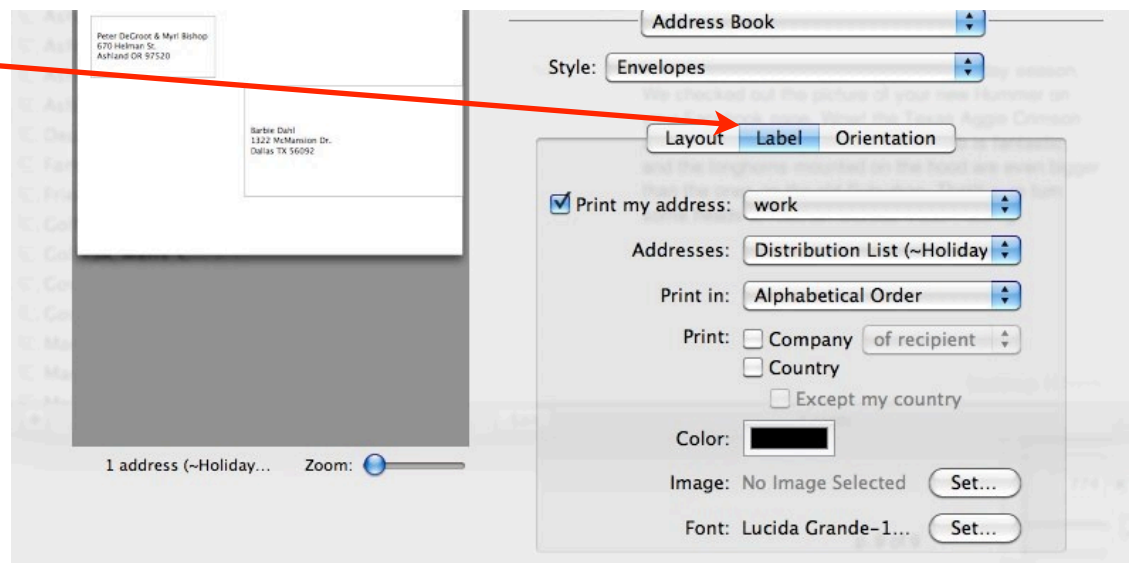 Peter DeGroot & Myrl Bishop
670 Helman St.
Ashland OR 97520
Barbie Dahl
1322 McMansion Dr.
Dallas TX 56092
1 address (~Holiday...
Zoom:
Address Book
Style: Envelopes
Layout Label Orientation
Print my address: work
Addresses: Distribution List (~Holiday
Print in: Alphabetical Order
Print: Company of recipient
Country
Except my country
Color:
Image: No Image Selected Set...
Font: Lucida Grande-1... Set...